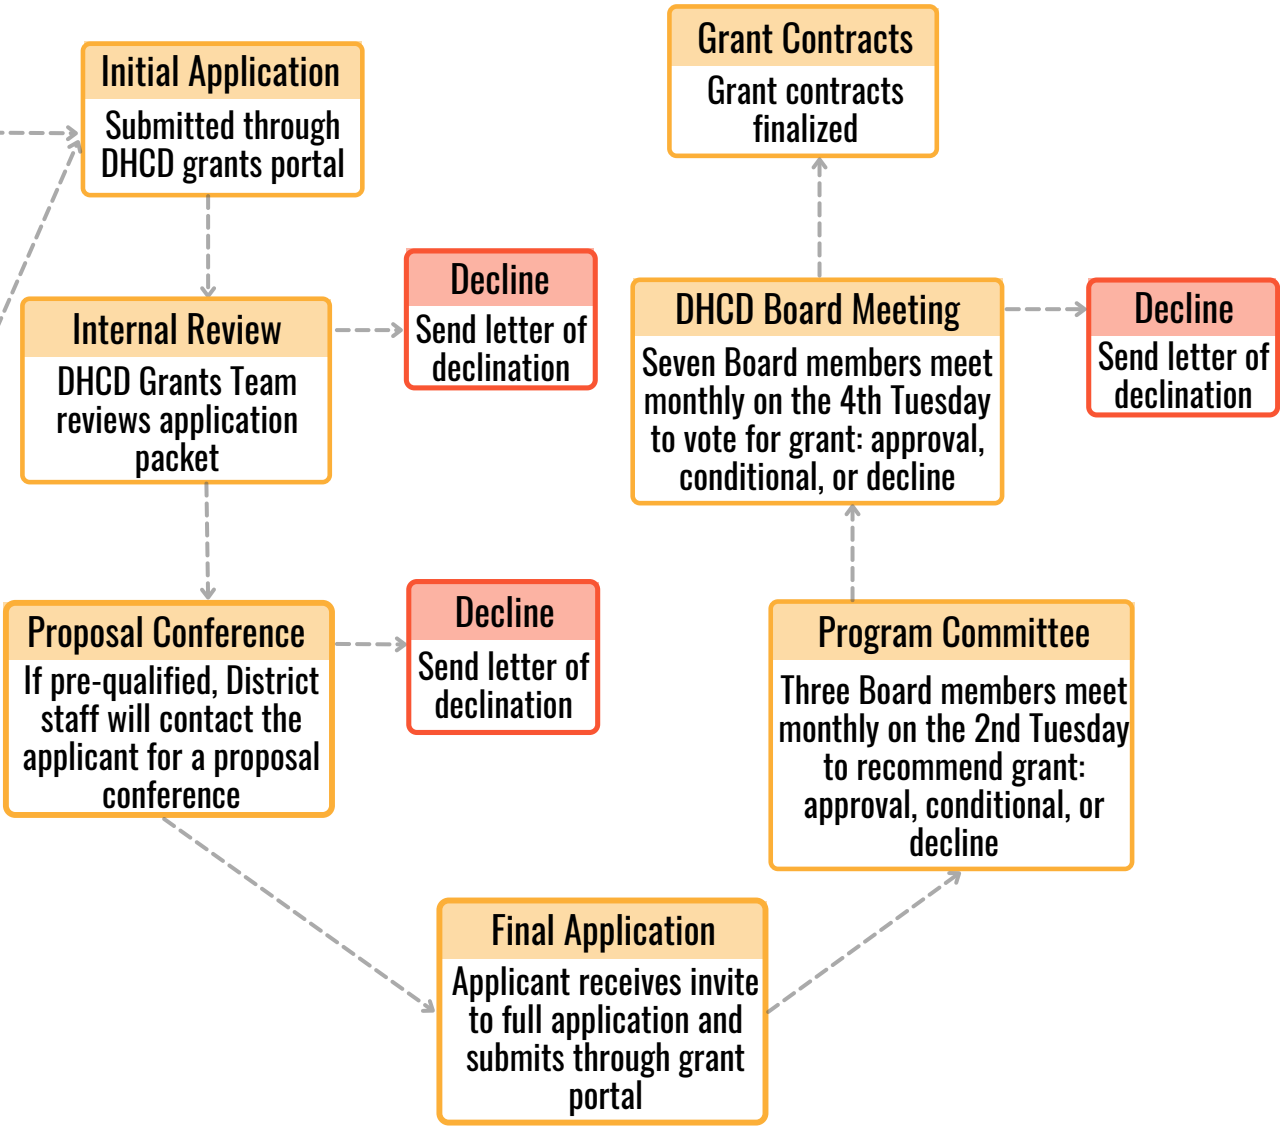 Initial Application
Submitted through
DHCD grants portal
Internal Review
DHCD Grants Team
reviews application
packet
Decline
Send letter of
declination
Proposal Conference
If pre-qualified, District
staff will contact the
applicant for a proposal
conference
Decline
Send letter of
declination
Final Application
Applicant receives invite
to full application and
submits through grant
portal
Program Committee
Three Board members meet
monthly on the 2nd Tuesday
to recommend grant:
approval, conditional, or
decline
DHCD Board Meeting
Seven Board members meet
monthly on the 4th Tuesday
to vote for grant: approval,
conditional, or decline
Decline
Send letter of
declination
Grant Contracts
Grant contracts
finalized